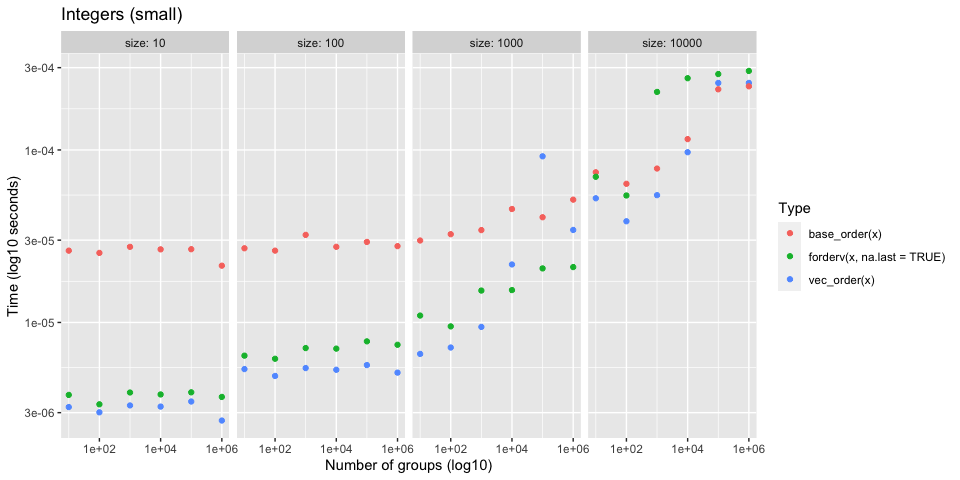 Integers (small)
size: 10
size: 100
size: 1000
size: 10000
3e-04
1e-04
3e-05
1e-05
3e-06
Time (log10 seconds)
1e+02 1e+04 1e+06
1e+02 1e+04 1e+06
1e+02 1e+04 1e+06
1e+02 1e+04 1e+06
Number of groups (log10)
Type
base_order(x)
forderv(x, na.last = TRUE)
vec_order(x)